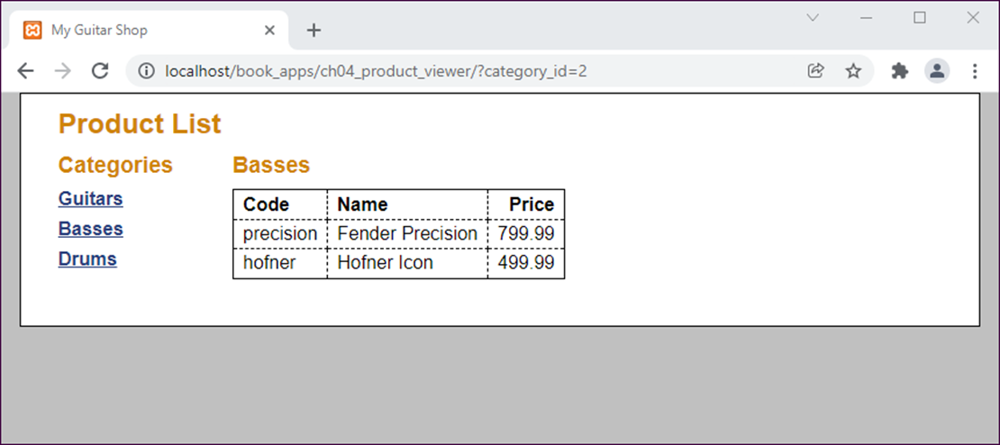 My Guitar Shop
localhost/book_apps/ch04_product_viewer/?category_id=2
Product List
Categories
Guitars
Basses
Drums
Basses
Code Name Price
precision Fender Precision 799.99
hofner Hofner Icon 499.99